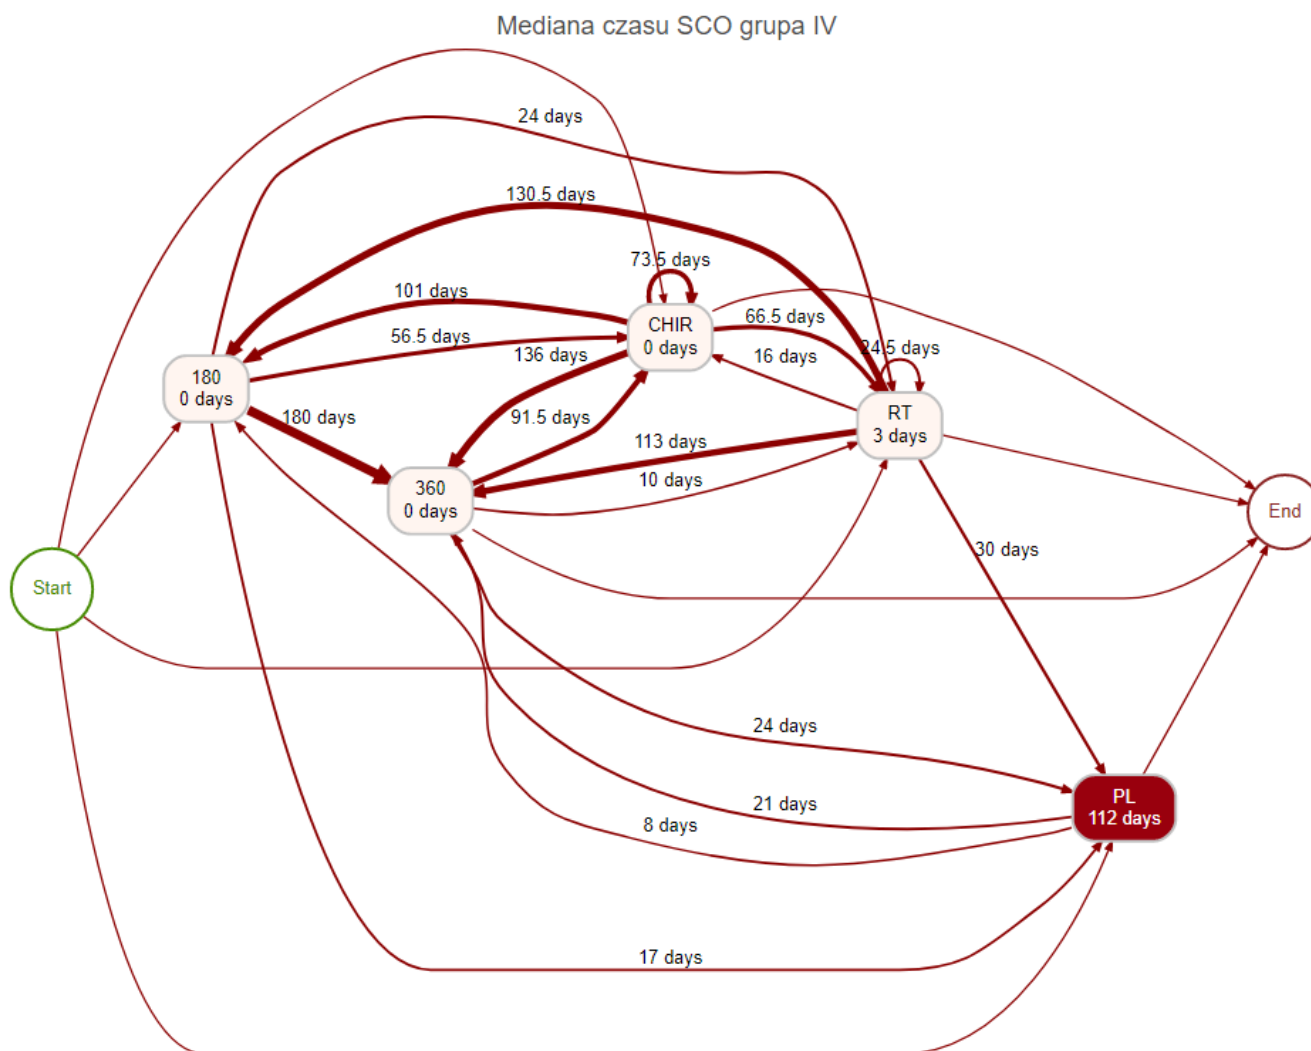 Mediana czasu SCO grupa IV
24 days
130.5 days
73.5 days
101 days
CHIR
0 days
66.5 days
56.5 days
136 days
16 days
24.5 days
180
0 days
180 days
91.5 days
RT
3 days
113 days
360
0 days
10 days
End
30 days
Start
24 days
21 days
8 days
PL
112 days
17 days